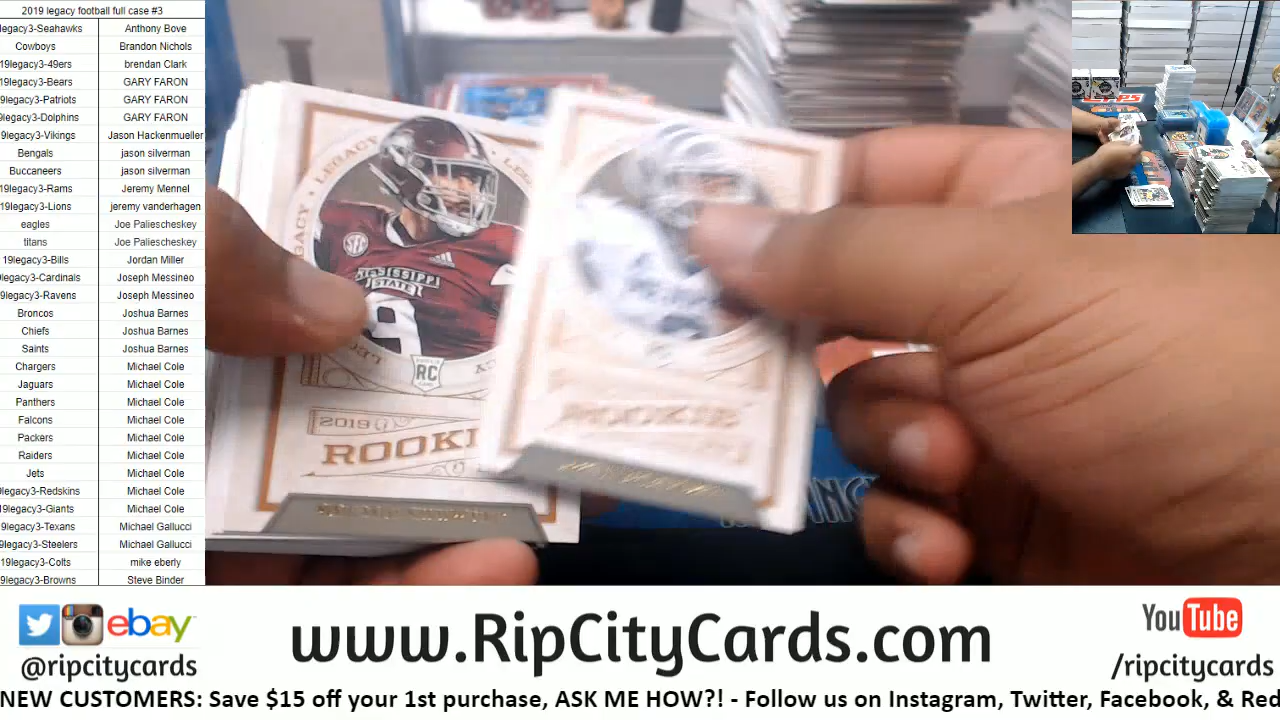 2019 legacy football full case #3
legacy3-Seahawks Anthony Bove
Cowboys Brandon Nichols
19legacy3-49ers brendan Clark
19legacy3-Bears GARY FARON
19legacy3-Patriots GARY FARON
19legacy3-Dolphins GARY FARON
19legacy3-Vikings Jason Hackenmueller
Bengals jason silverman
Buccaneers jason silverman
19legacy3-Rams Jeremy Mennel
19legacy3-Lions jeremy vanderhagen
eagles Joe Paliescheskey
titans Joe Paliescheskey
19legacy3-Bills Jordan Miller
9legacy3-Cardinals Joseph Messineo
9legacy3-Ravens Joseph Messineo
Broncos Joshua Barnes
Chiefs Joshua Barnes
Saints Joshua Barnes
Chargers Michael Cole
Jaguars Michael Cole
Panthers Michael Cole
Falcons Michael Cole
Packers Michael Cole
Raiders Michael Cole
Jets Michael Cole
9legacy3-Redskins Michael Cole
9legacy3-Giants Michael Cole
9legacy3-Texans Michael Gallucci
9legacy3-Steelers Michael Gallucci
19legacy3-Colts mike eberly
9legacy3-Browns Steve Binder
LEGACY
SEC
MISSISSIPPI
STATE
9
RC
2019
ROOKI
ROOKIE
ebay
@ripcitycards
www.RipCityCards.com
YouTube
/ripcitycards
NEW CUSTOMERS: Save $15 off your 1st purchase, ASK ME HOW?! - Follow us on Instagram, Twitter, Facebook, & Red